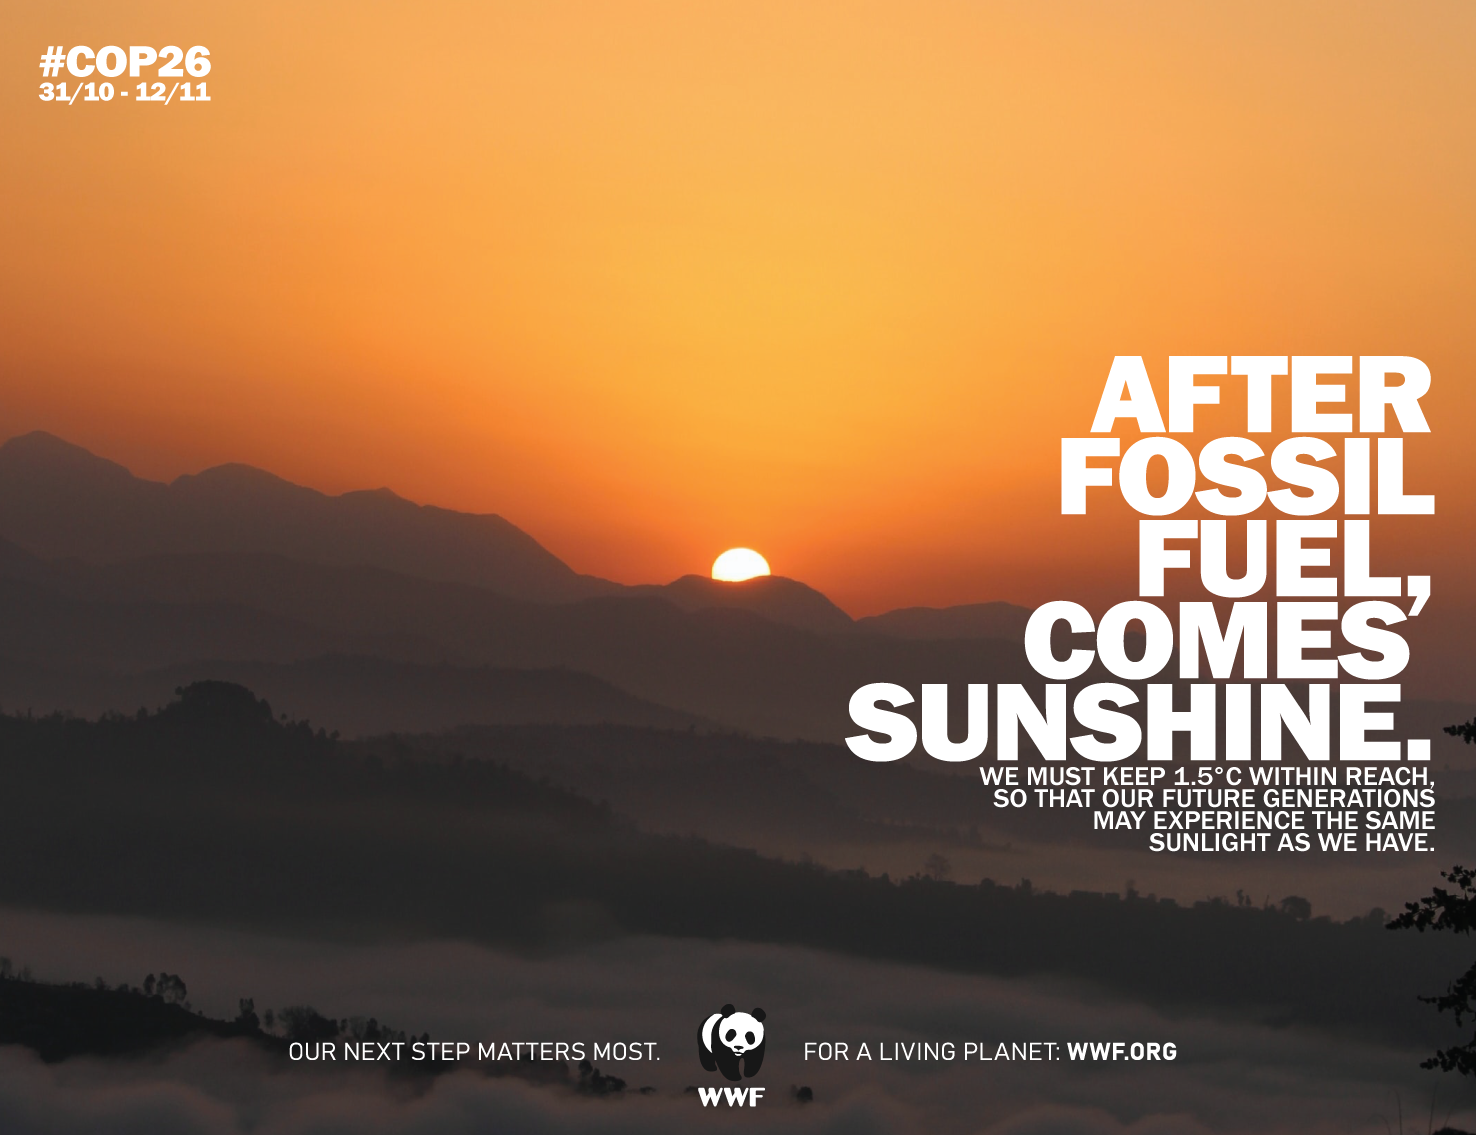 #COP26
31/10 - 12/11
AFTER
FOSSIL
FUEL,
COMES
SUNSHINE.
WE MUST KEEP 1.5°C WITHIN REACH,
SO THAT OUR FUTURE GENERATIONS
MAY EXPERIENCE THE SAME
SUNLIGHT AS WE HAVE.
OUR NEXT STEP MATTERS MOST.
WWF
FOR A LIVING PLANET: WWF.ORG